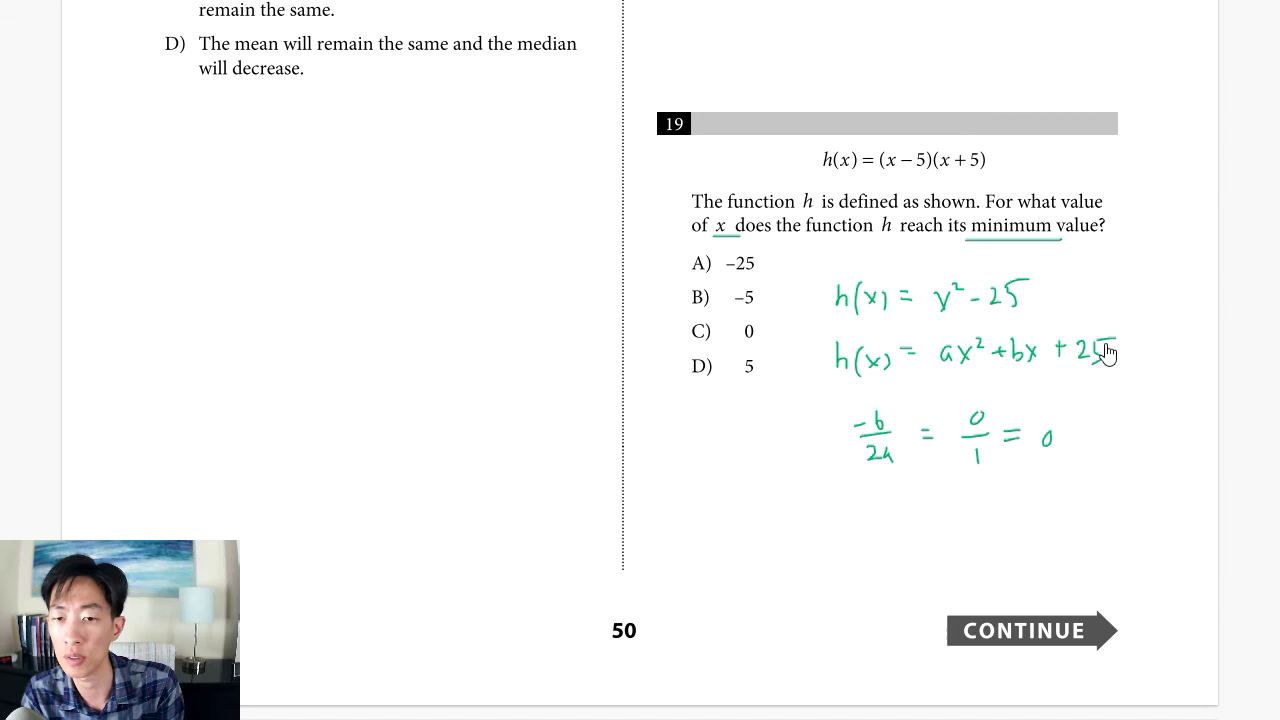 remain the same.
D) The mean will remain the same and the median
will decrease.
19
h(x) = (x − 5)(x + 5)
The function h is defined as shown. For what value
of x does the function h reach its minimum value?
A) –25
B) –5
C) 0
D) 5
h(x) = x² - 25
h(x) = ax² + bx + 25
-b/2a = 0/1 = 0
50
CONTINUE